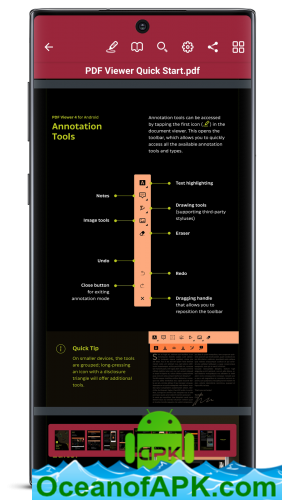 PDF Viewer Quick Start.pdf
PDF Viewer 4 for Android
Annotation
Tools
Annotation tools can be accessed
by tapping the first icon ( ) in
the document viewer. This opens the
toolbar, which allows you to quickly
access all the available annotation
tools and types.
Text highlighting
Notes
Drawing tools
(supporting third-party
styluses)
Image tools
Eraser
Undo
Redo
Close button
for exiting
annotation mode
Dragging handle
that allows you to
reposition the toolbar
Quick Tip
On smaller devices, the tools
are grouped; long-pressing
an icon with a disclosure
triangle will offer additional
tools.
APK
OceanofAPK.com